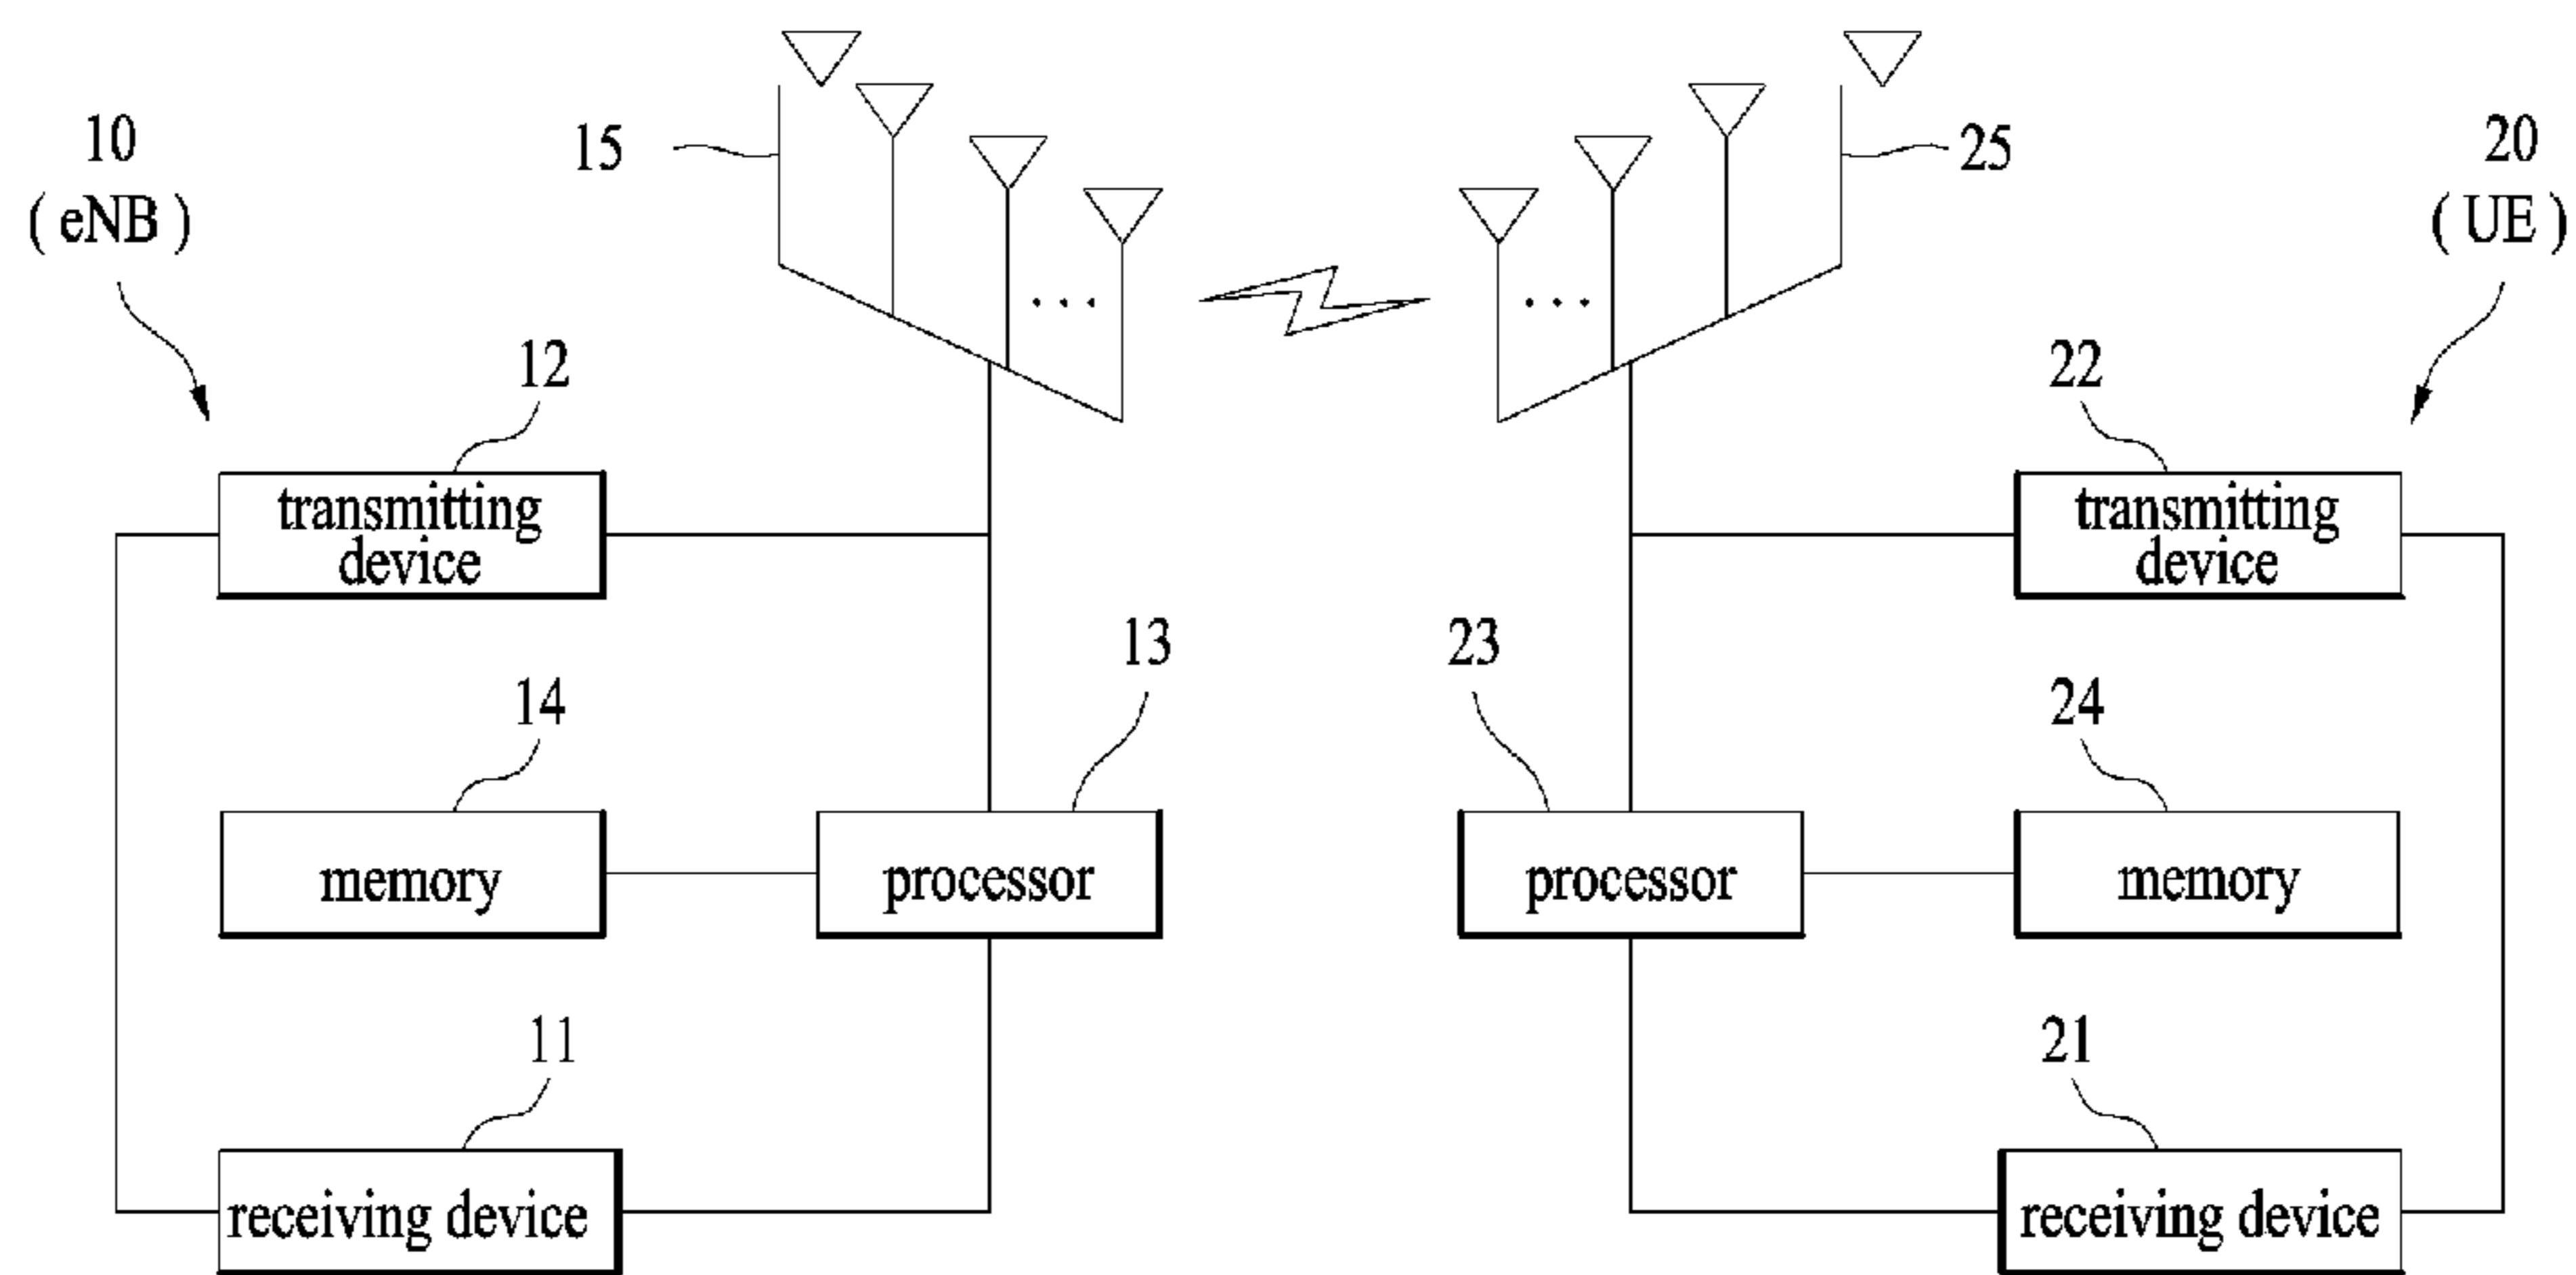 10
( eNB )
15
25
20
( UE )
12
transmitting
device
22
transmitting
device
13
23
14
memory
processor
processor
24
memory
11
receiving device
21
receiving device